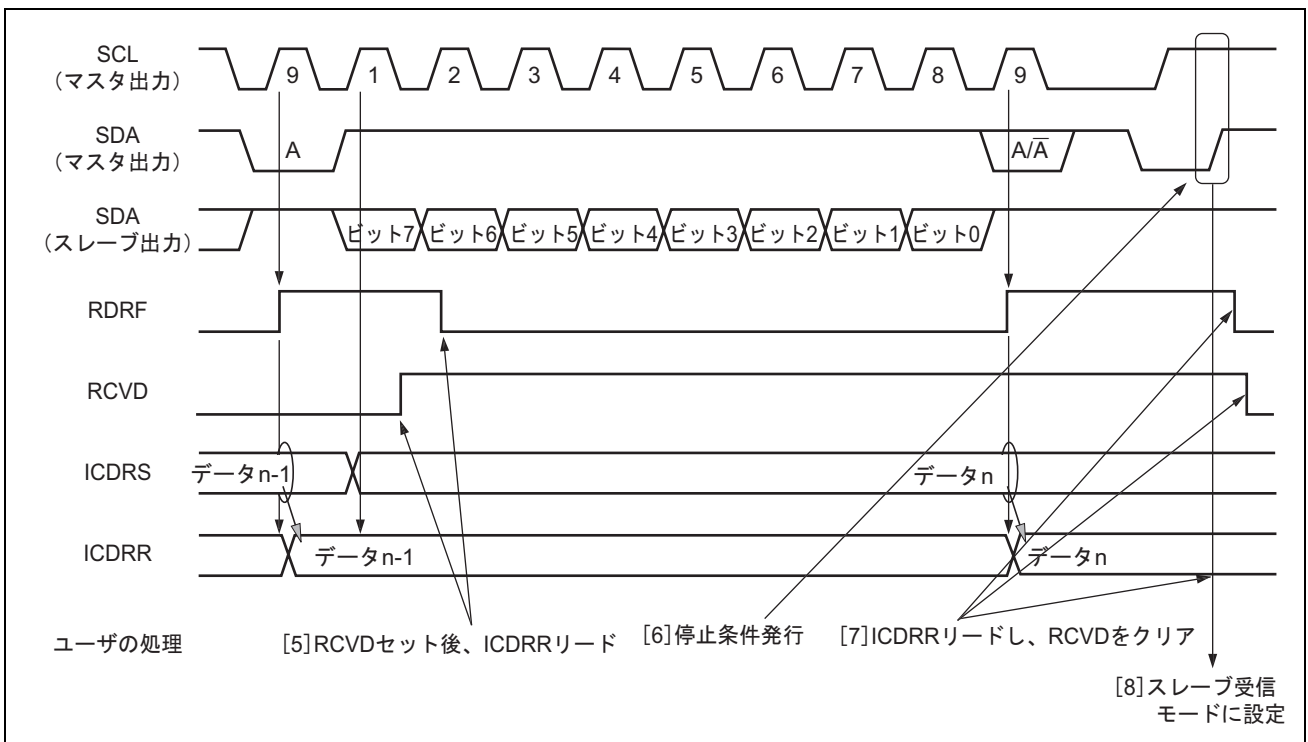 SCL
（マスタ出力）
9 1 2 3 4 5 6 7 8 9
SDA
（マスタ出力）
A A/A̅
SDA
（スレーブ出力）
ビット7 ビット6 ビット5 ビット4 ビット3 ビット2 ビット1 ビット0
RDRF
RCVD
ICDRS
データn-1 データn
ICDRR
データn-1 データn
ユーザの処理
[5]RCVDセット後、ICDRRリード
[6]停止条件発行
[7]ICDRRリードし、RCVDをクリア
[8]スレーブ受信
モードに設定